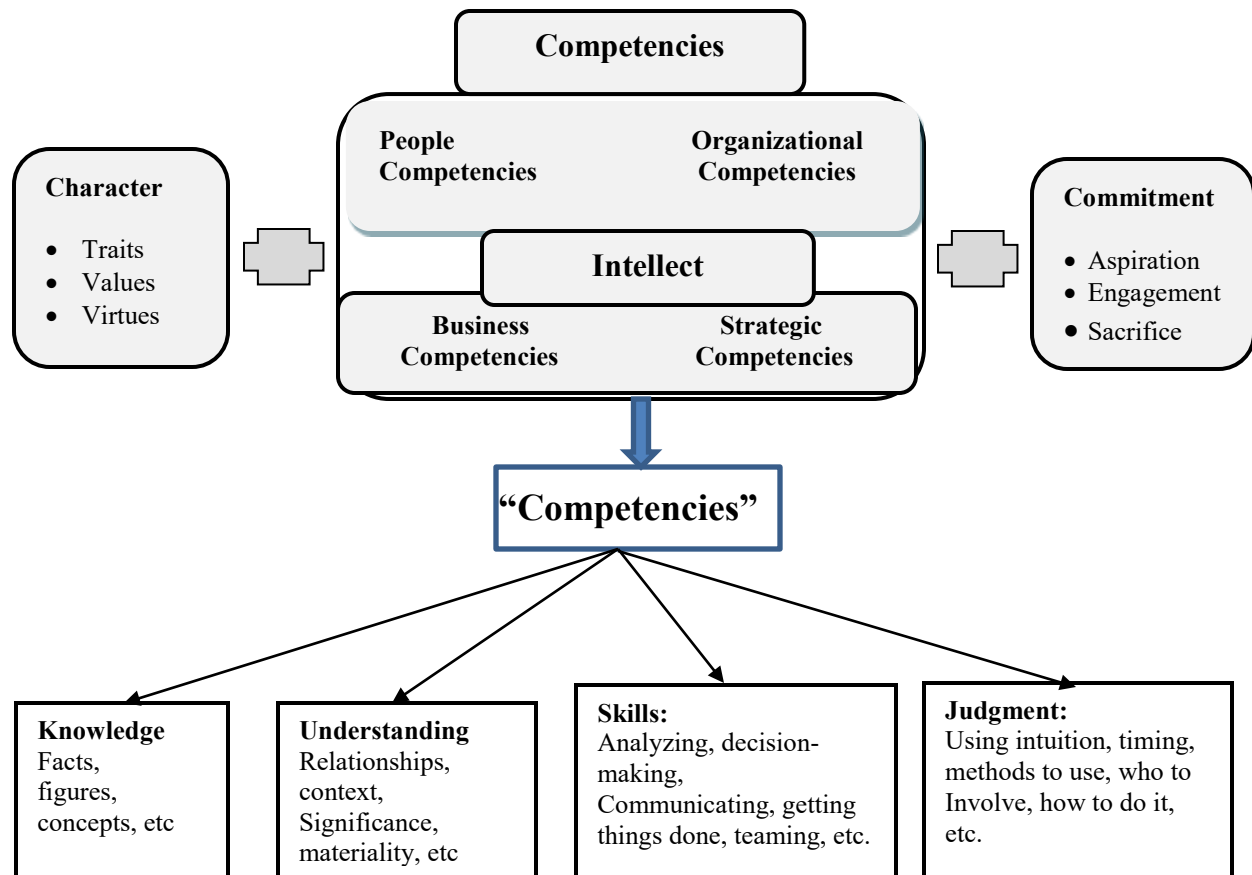 Competencies
People
Competencies
Organizational
Competencies
Character
• Traits
• Values
• Virtues
Intellect
Business
Competencies
Strategic
Competencies
Commitment
• Aspiration
• Engagement
• Sacrifice
“Competencies”
Knowledge
Facts,
figures,
concepts, etc
Understanding
Relationships,
context,
Significance,
materiality, etc
Skills:
Analyzing, decision-
making,
Communicating, getting
things done, teaming, etc.
Judgment:
Using intuition, timing,
methods to use, who to
Involve, how to do it,
etc.